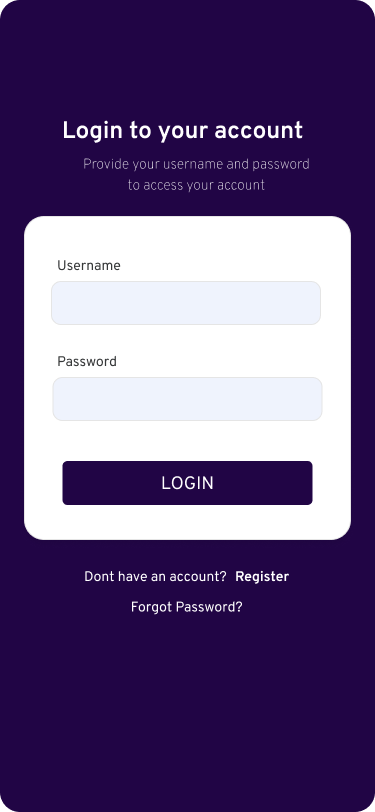 Login to your account
Provide your username and password
to access your account
Username
Password
LOGIN
Dont have an account? Register
Forgot Password?